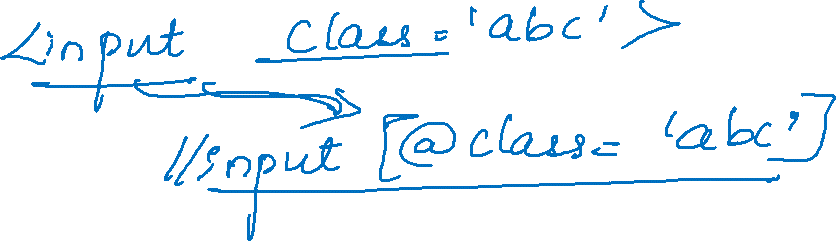 <input class='abc'>
//input [@class= 'abc']